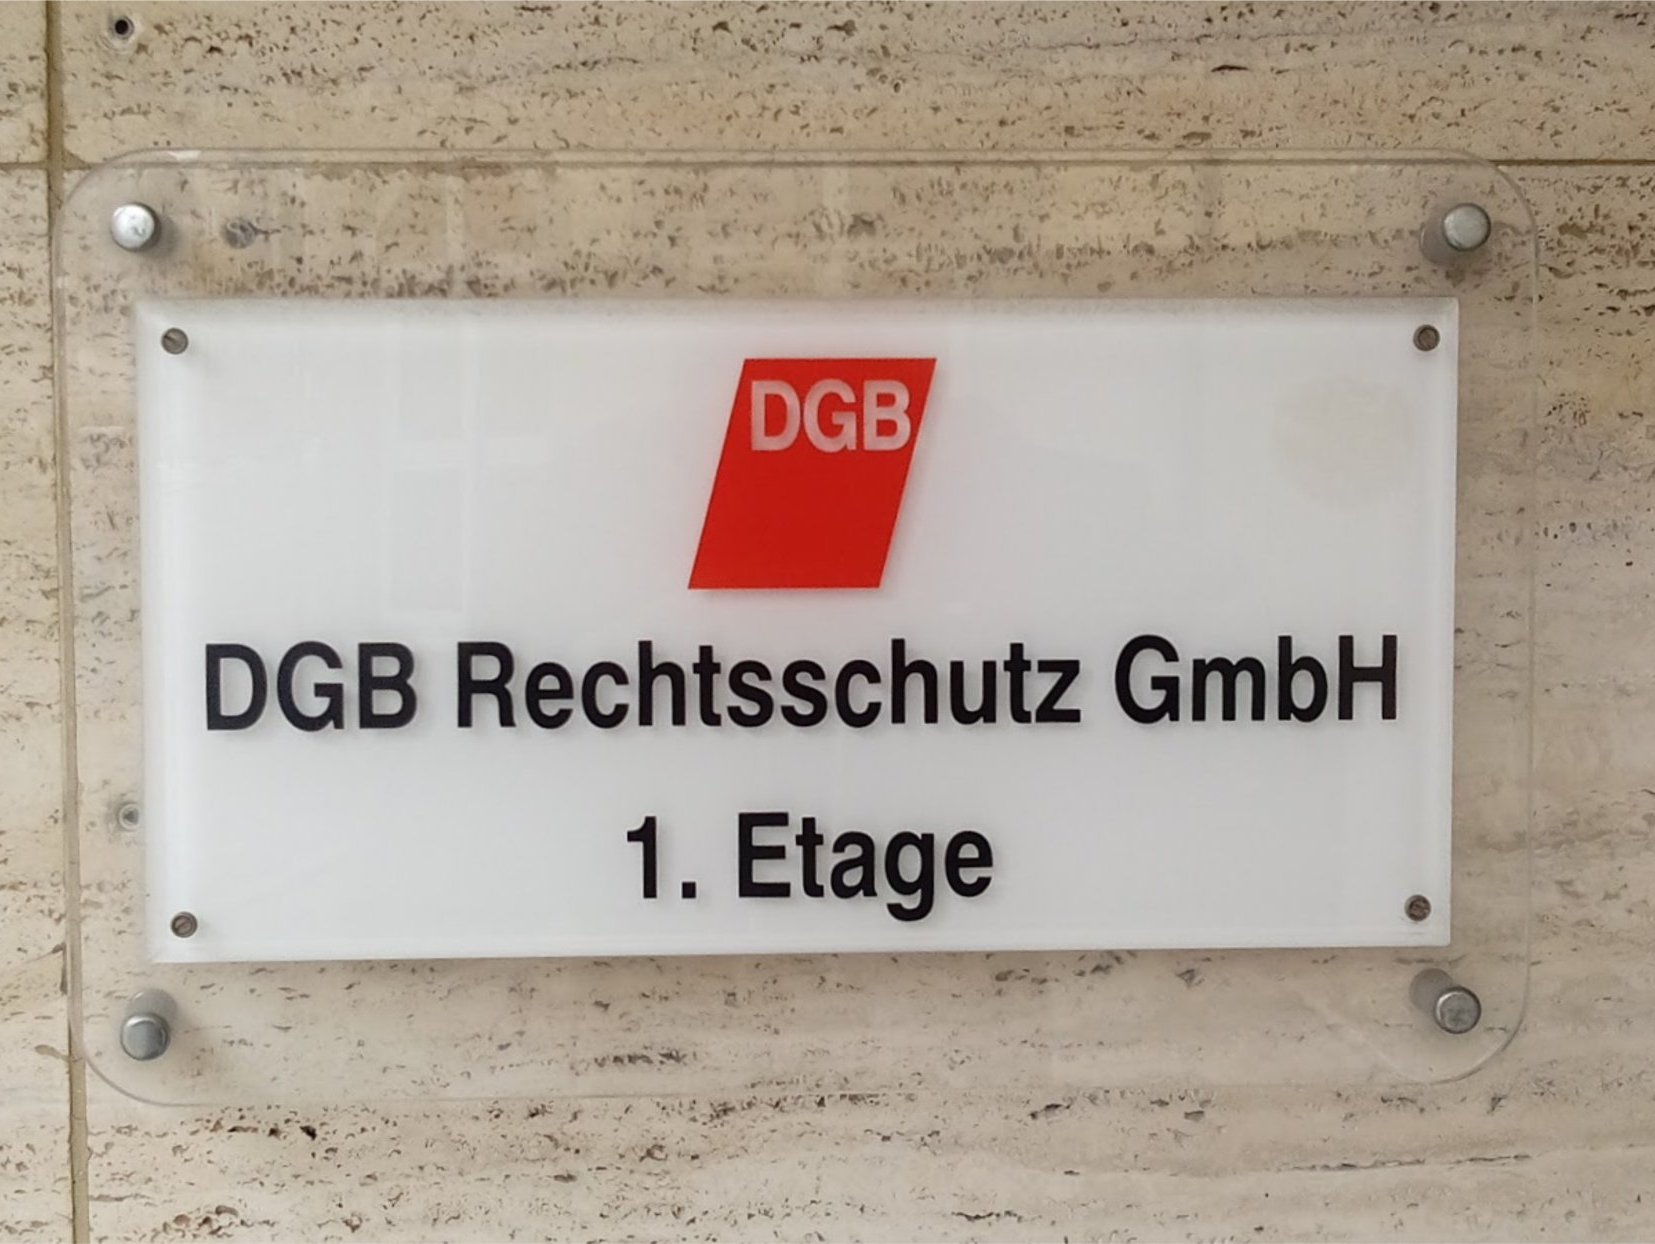 DGB
DGB Rechtsschutz GmbH
1. Etage